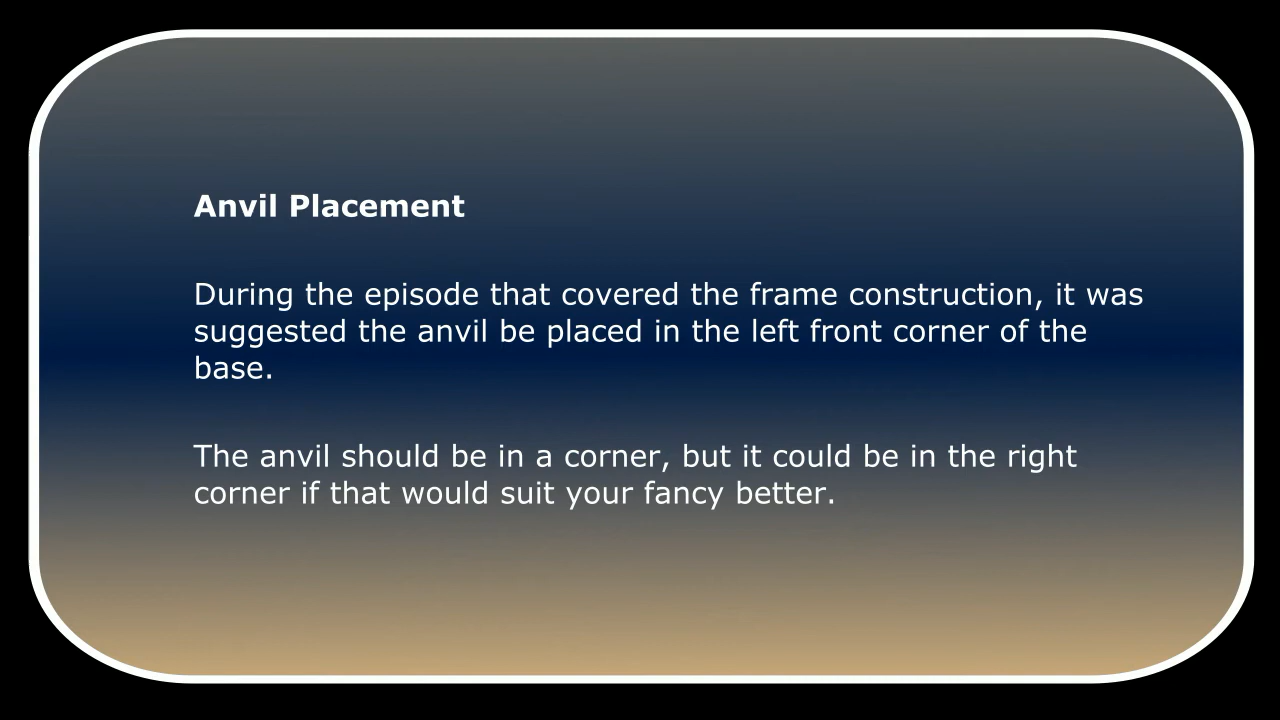 Anvil Placement
During the episode that covered the frame construction, it was
suggested the anvil be placed in the left front corner of the
base.
The anvil should be in a corner, but it could be in the right
corner if that would suit your fancy better.